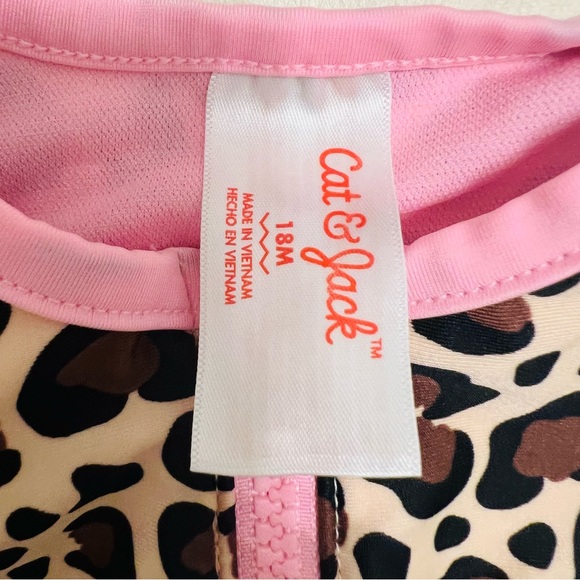 Cat & Jack™
18M
MADE IN VIETNAM
HECHO EN VIETNAM